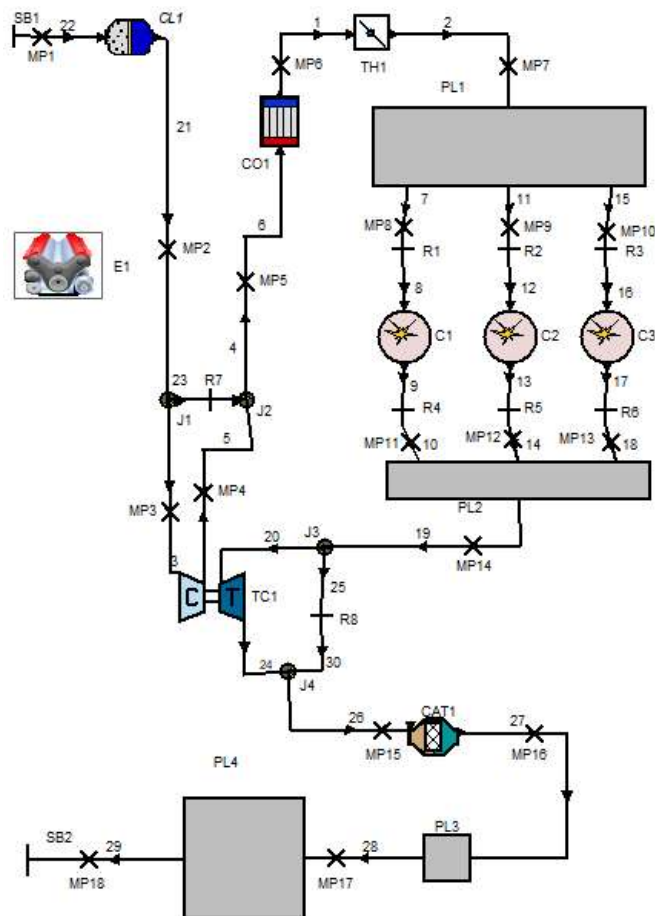 SB1
22
CL1
MP1
1
2
MP6
TH1
MP7
PL1
21
CO1
7
11
15
MP8
MP9
MP10
R1
R2
R3
6
MP2
E1
MP5
8
12
16
C1
C2
C3
4
23
R7
J1
J2
9
13
17
R4
R5
R6
MP11
10
MP12
14
MP13
18
5
MP4
MP3
PL2
20
J3
19
MP14
3
C
T
TC1
25
R8
24
30
J4
26
CAT1
27
MP15
MP16
PL4
PL3
SB2
29
28
MP18
MP17